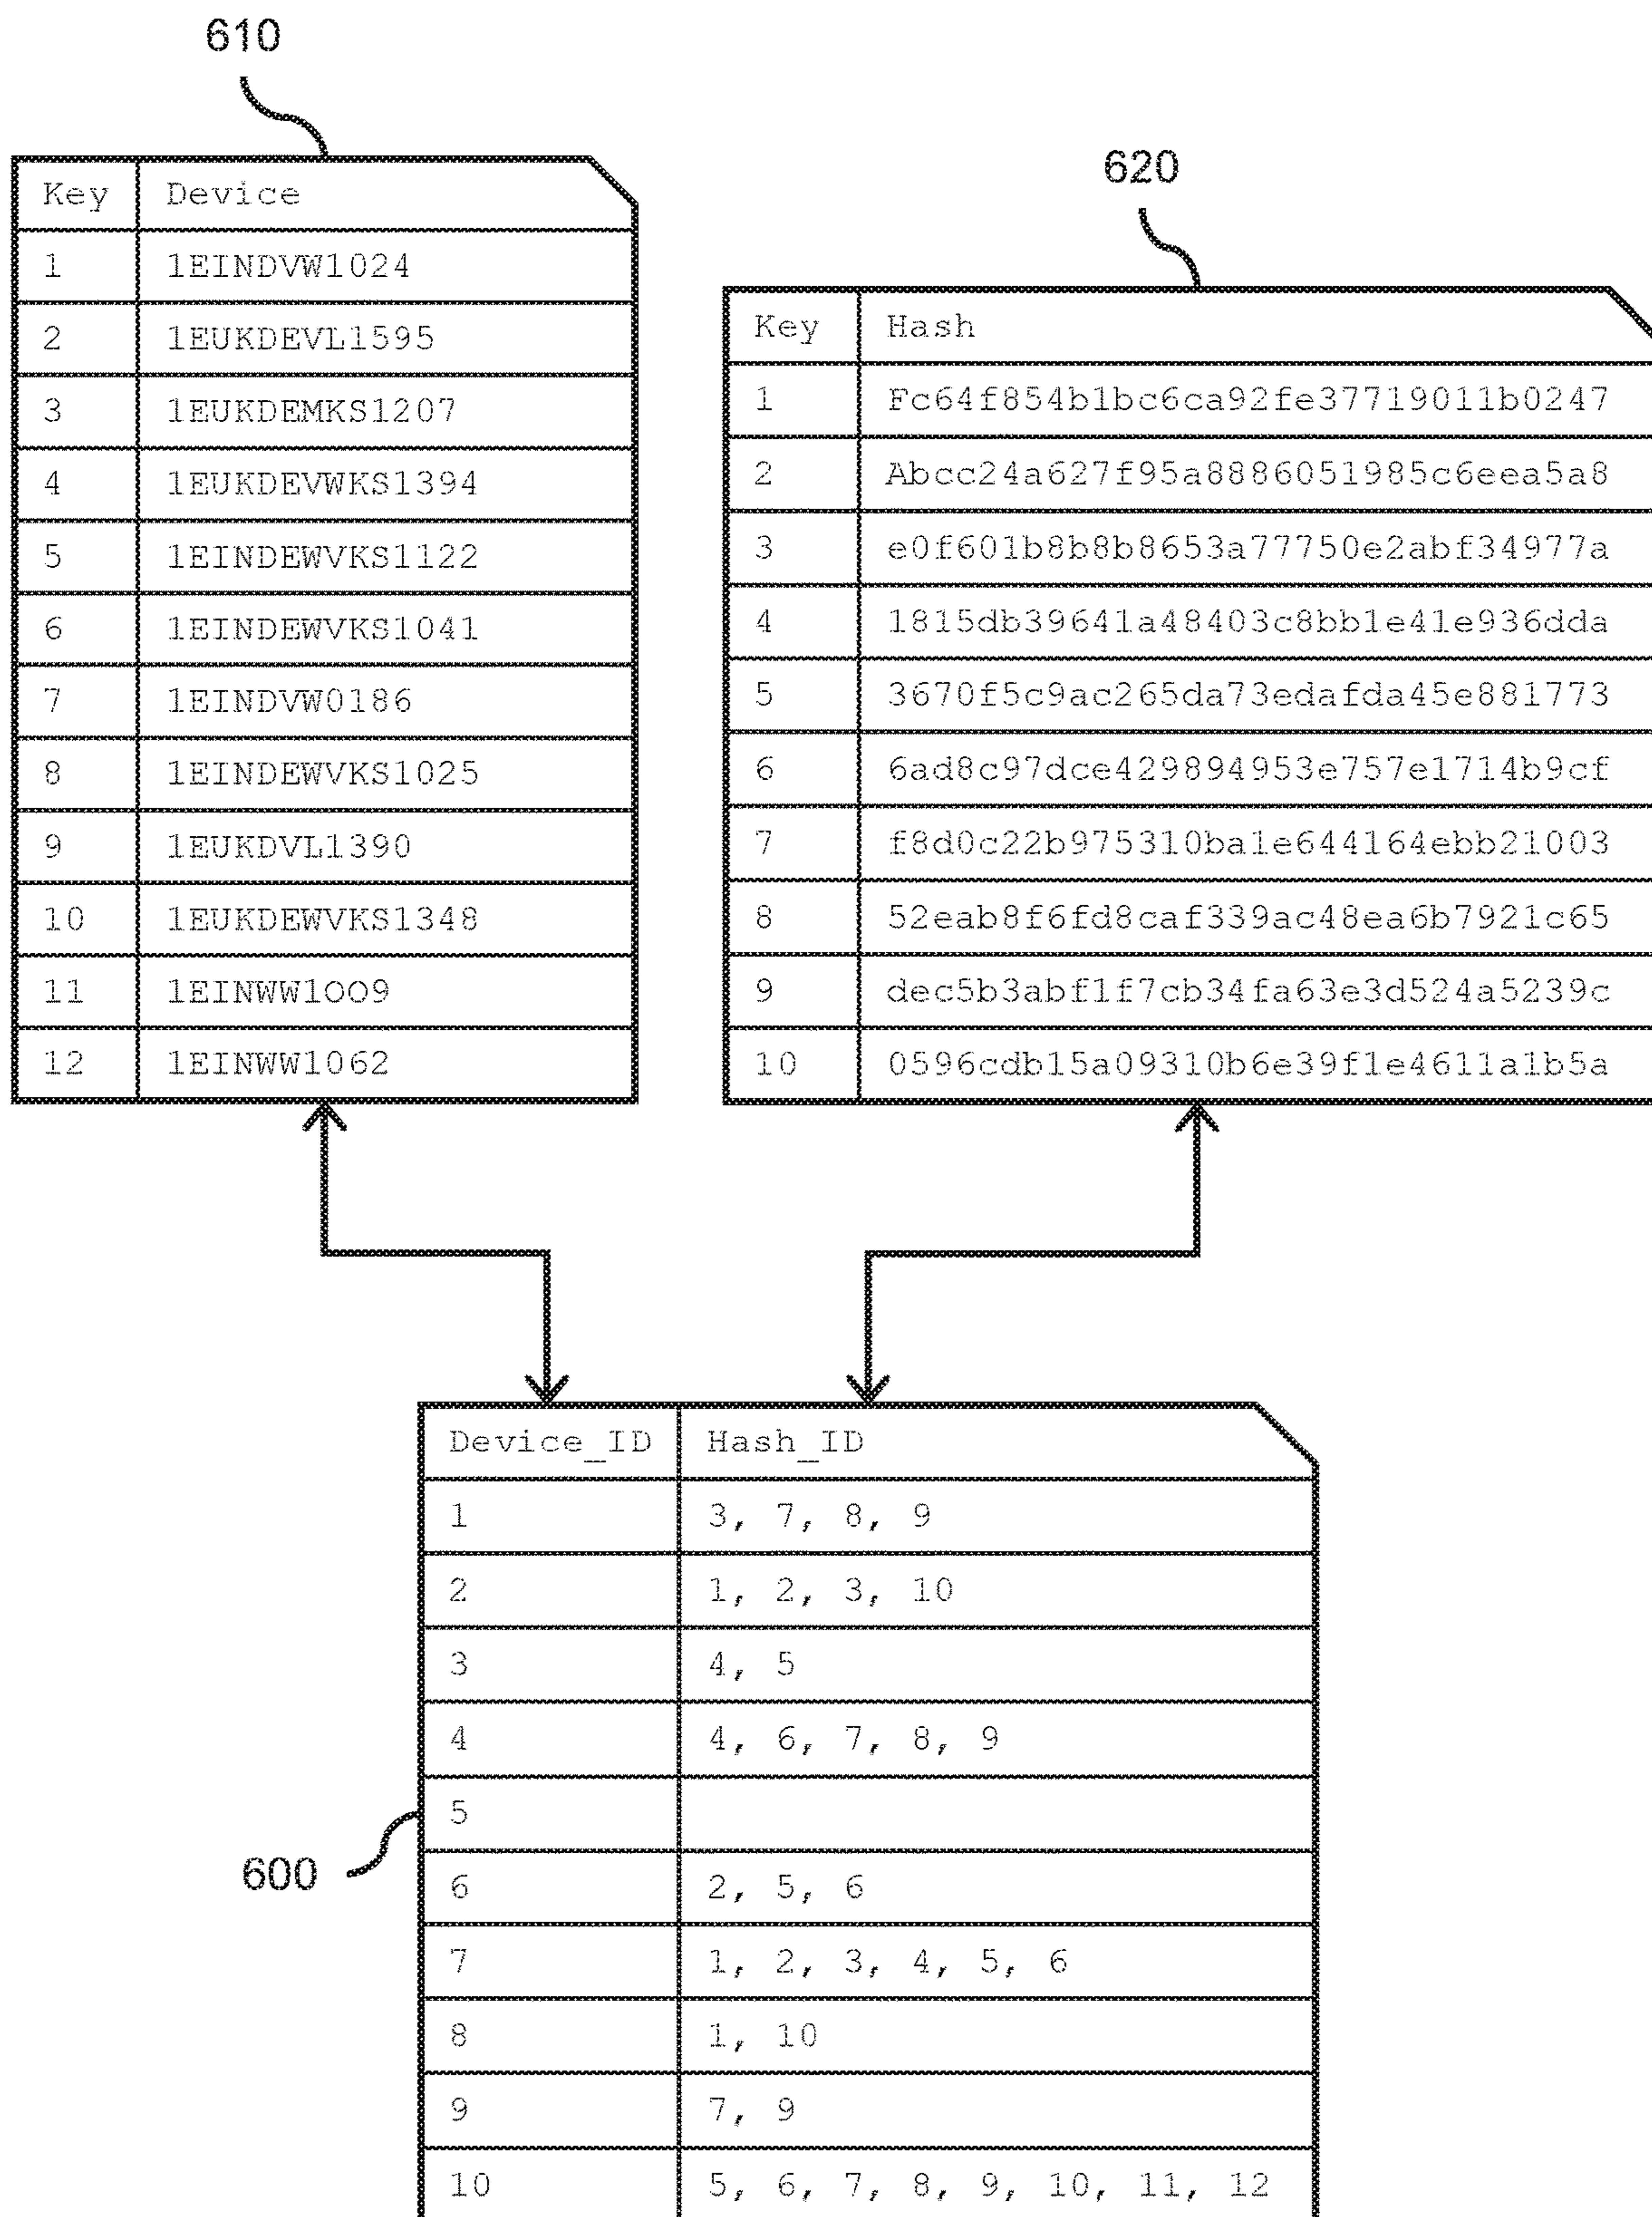 610
Key Device
1 1EINDVW1024
2 1EUKDEVL1595
3 1EUKDEMKS1207
4 1EUKDEVWKS1394
5 1EINDEWVKS1122
6 1EINDEWVKS1041
7 1EINDVW0186
8 1EINDEWVKS1025
9 1EUKDVL1390
10 1EUKDEWVKS1348
11 1EINWW1OO9
12 1EINWW1062
620
Key Hash
1 Fc64f854b1bc6ca92fe37719011b0247
2 Abcc24a627f95a8886051985c6eea5a8
3 e0f601b8b8b8653a77750e2abf34977a
4 1815db39641a48403c8bb1e41e936dda
5 3670f5c9ac265da73edafda45e881773
6 6ad8c97dce429894953e757e1714b9cf
7 f8d0c22b975310ba1e644164ebb21003
8 52eab8f6fd8caf339ac48ea6b7921c65
9 dec5b3abf1f7cb34fa63e3d524a5239c
10 0596cdb15a09310b6e39f1e4611a1b5a
600
Device_ID Hash_ID
1 3, 7, 8, 9
2 1, 2, 3, 10
3 4, 5
4 4, 6, 7, 8, 9
5
6 2, 5, 6
7 1, 2, 3, 4, 5, 6
8 1, 10
9 7, 9
10 5, 6, 7, 8, 9, 10, 11, 12